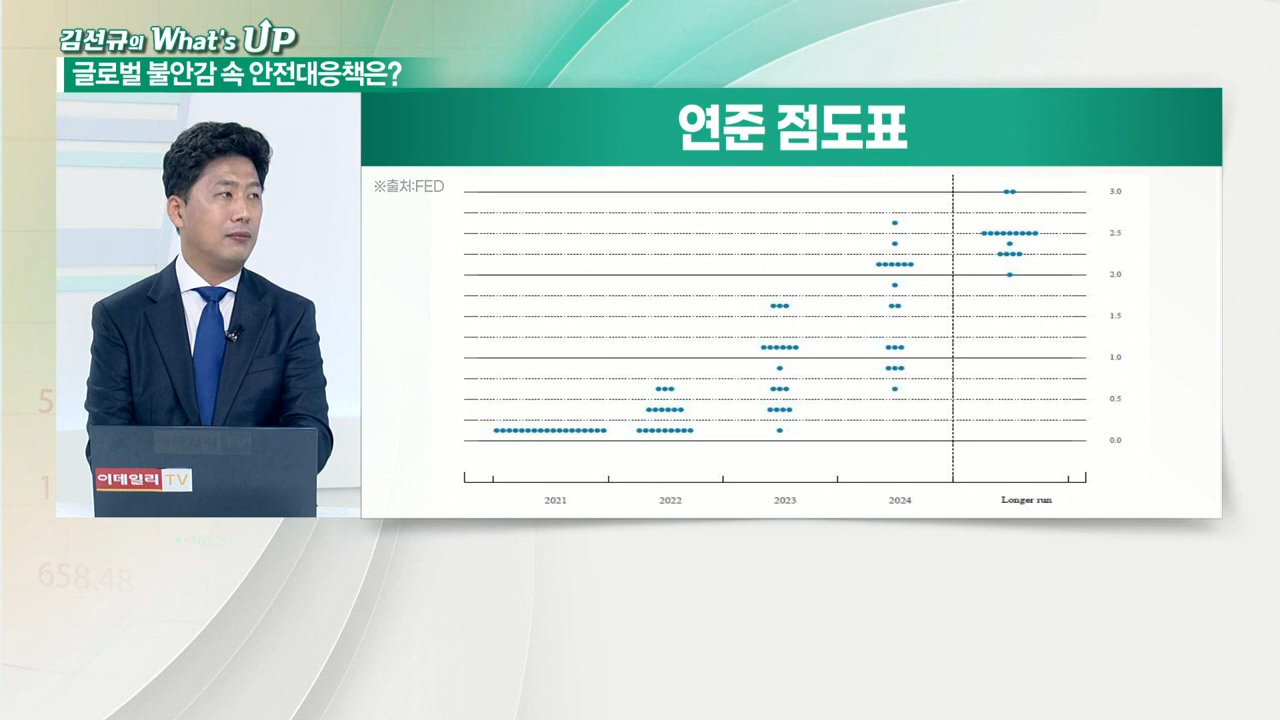 김선규의 What's UP
글로벌 불안감 속 안전대응책은?
연준 점도표
※출처:FED
3.0
2.5
2.0
1.5
1.0
0.5
0.0
2021
2022
2023
2024
Longer run
이데일리 TV
5
1
658.48